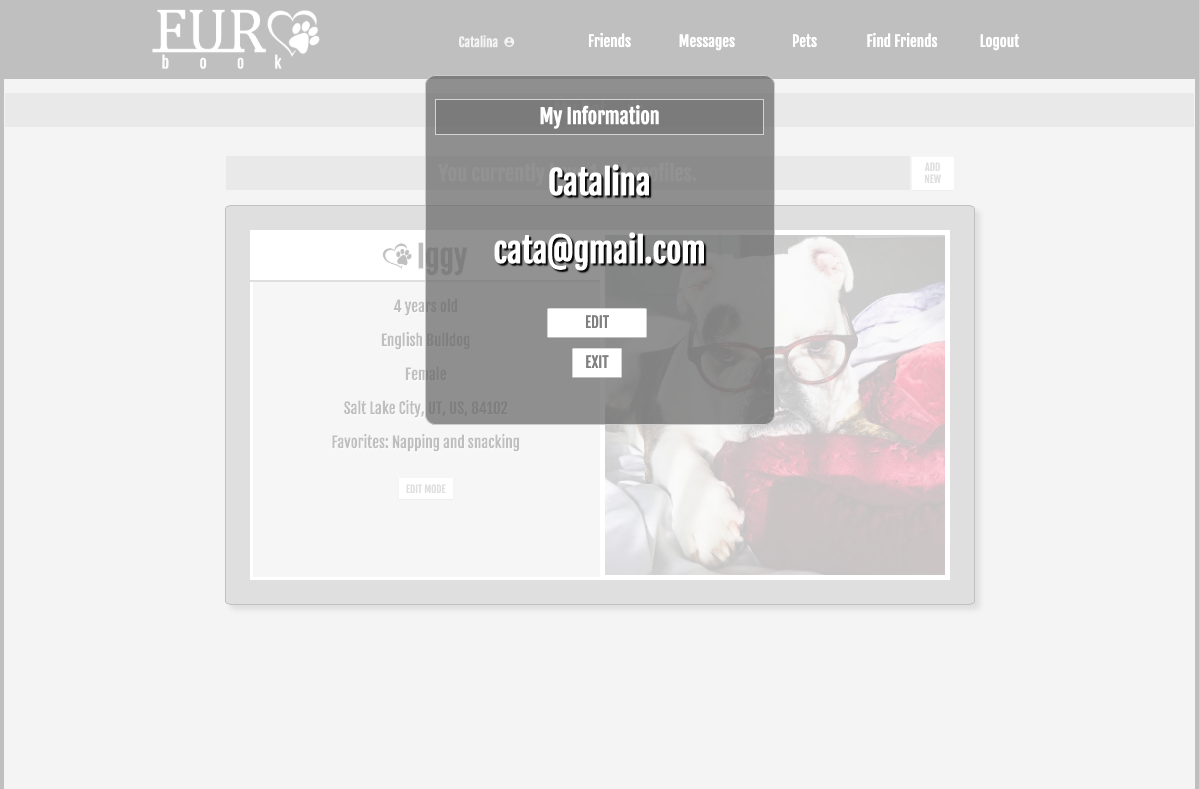 FUR
book
Catalina
Friends
Messages
Pets
Find Friends
Logout
My Information
You currently
ofiles.
ADD
NEW
Catalina
cata@gmail.com
EDIT
EXIT
Iggy
4 years old
English Bulldog
Female
Salt Lake City, UT, US, 84102
Favorites: Napping and snacking
EDIT MODE